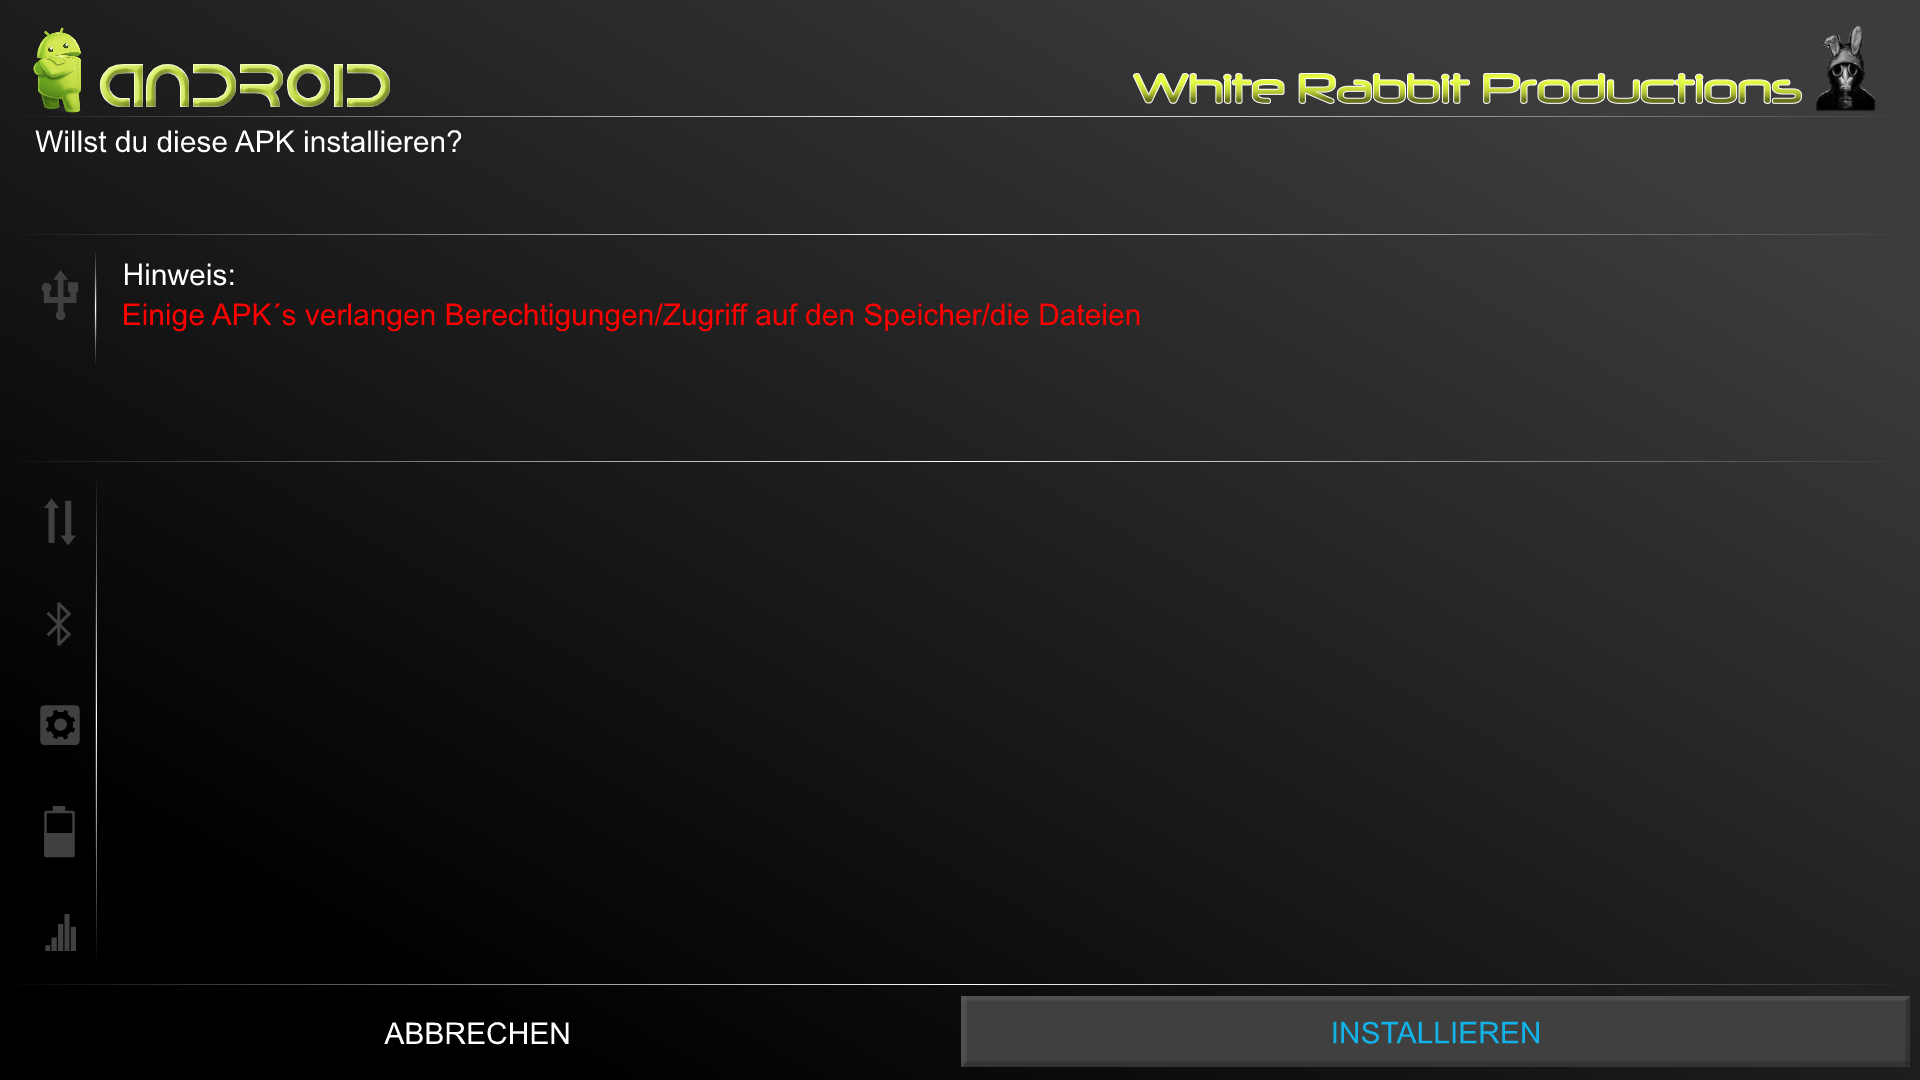 ANDROID
White Rabbit Productions
Willst du diese APK installieren?
Hinweis:
Einige APK´s verlangen Berechtigungen/Zugriff auf den Speicher/die Dateien
ABBRECHEN
INSTALLIEREN